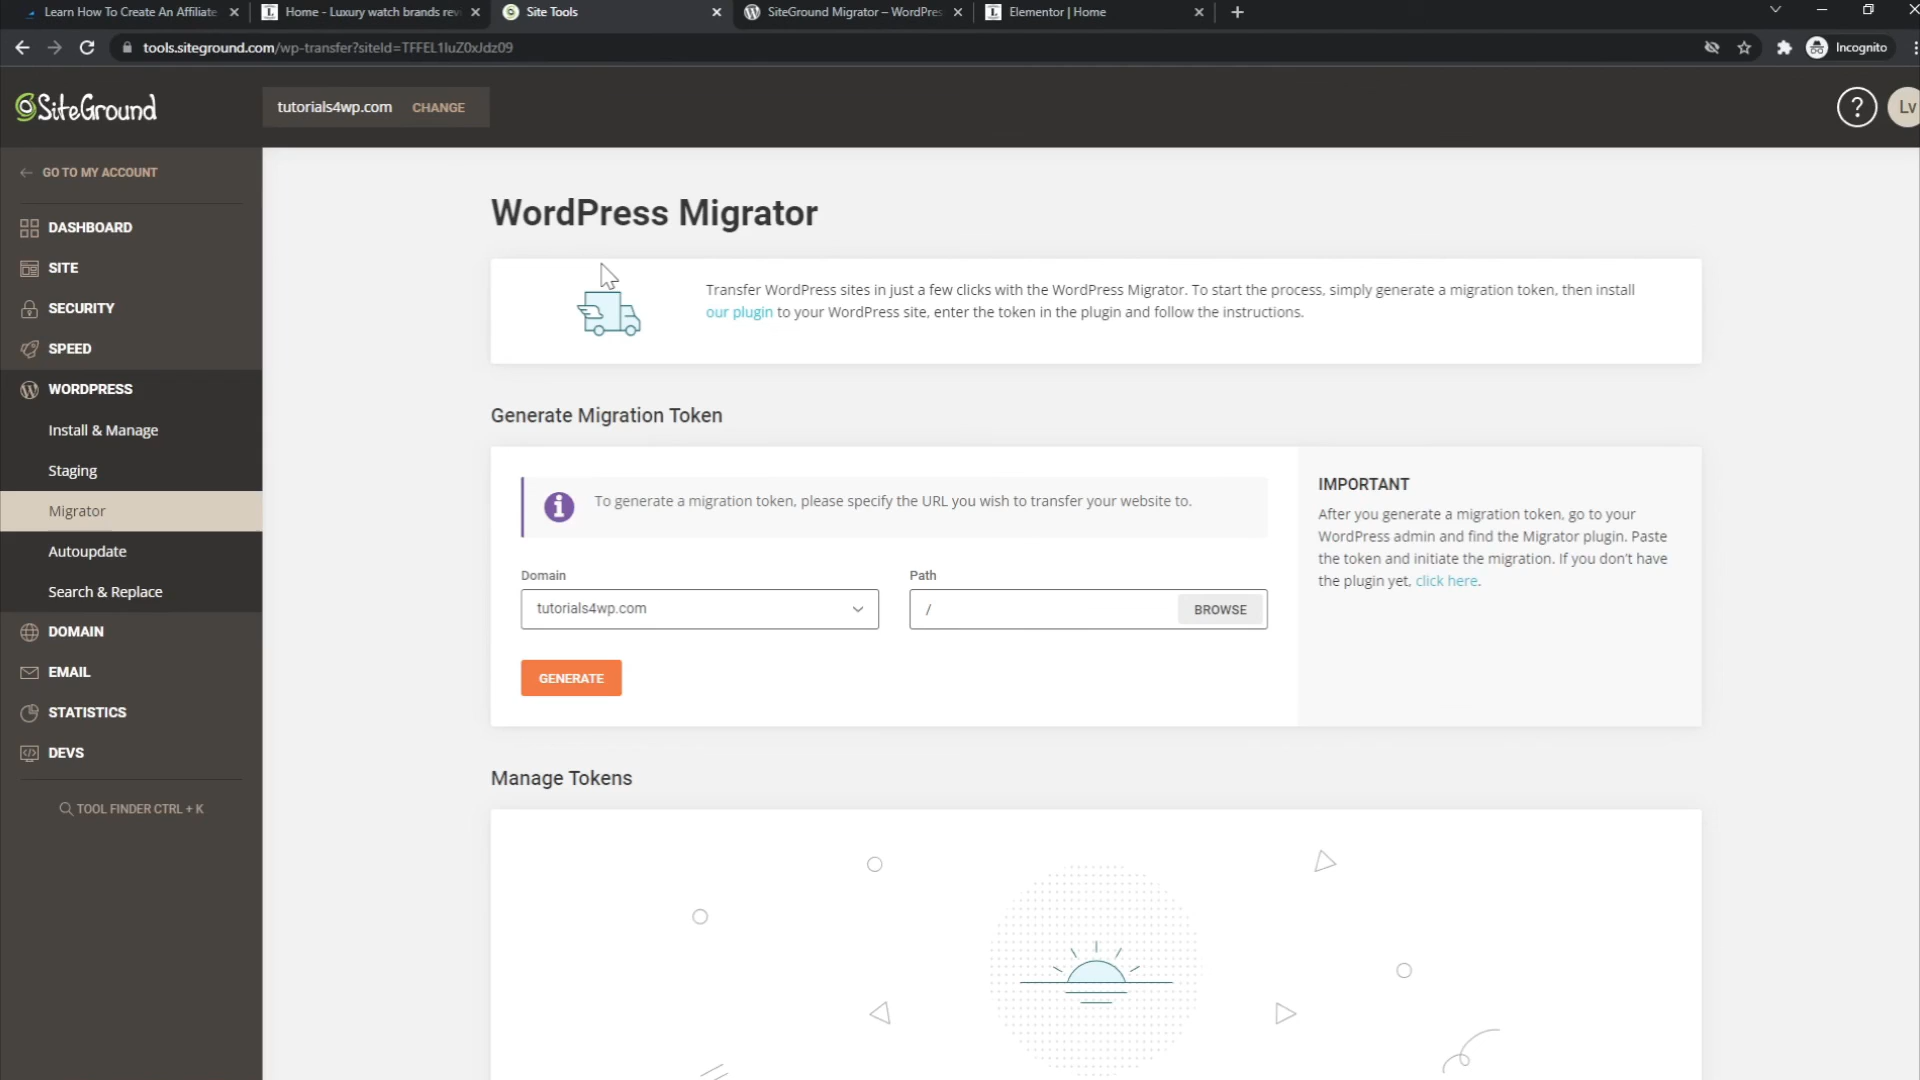 Learn How To Create An Affiliate
Home - Luxury watch brands rev
Site Tools
SiteGround Migrator – WordPres
Elementor | Home
tools.siteground.com/wp-transfer?siteId=TFFEL1luZ0xJdz09
Incognito
SiteGround
tutorials4wp.com CHANGE
?
Lv
GO TO MY ACCOUNT
DASHBOARD
SITE
SECURITY
SPEED
WORDPRESS
Install & Manage
Staging
Migrator
Autoupdate
Search & Replace
DOMAIN
EMAIL
STATISTICS
DEVS
TOOL FINDER CTRL + K
WordPress Migrator
Transfer WordPress sites in just a few clicks with the WordPress Migrator. To start the process, simply generate a migration token, then install
our plugin to your WordPress site, enter the token in the plugin and follow the instructions.
Generate Migration Token
To generate a migration token, please specify the URL you wish to transfer your website to.
Domain
tutorials4wp.com
Path
/
BROWSE
GENERATE
IMPORTANT
After you generate a migration token, go to your
WordPress admin and find the Migrator plugin. Paste
the token and initiate the migration. If you don't have
the plugin yet, click here.
Manage Tokens